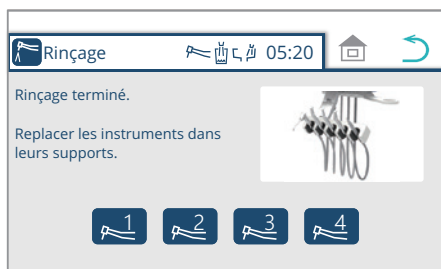 Rinçage 05:20
Rinçage terminé.
Replacer les instruments dans
leurs supports.
1 2 3 4